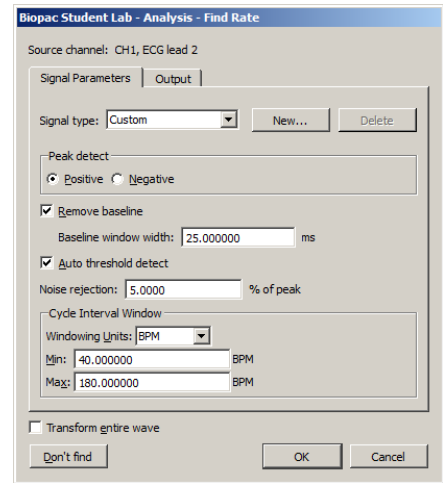 Biopac Student Lab - Analysis - Find Rate
Source channel: CH1, ECG lead 2
Signal Parameters Output
Signal type: Custom New... Delete
Peak detect
Positive Negative
Remove baseline
Baseline window width: 25.000000 ms
Auto threshold detect
Noise rejection: 5.0000 % of peak
Cycle Interval Window
Windowing Units: BPM
Min: 40.000000 BPM
Max: 180.000000 BPM
Transform entire wave
Don't find OK Cancel